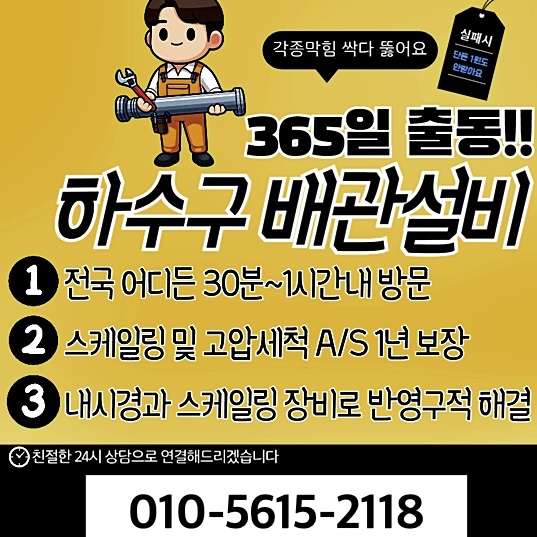 각종막힘 싹다 뚫어요
실패시
단돈 1원도
안받아요
365일 출동!!
하수구 배관설비
1 전국 어디든 30분~1시간내 방문
2 스케일링 및 고압세척 A/S 1년 보장
3 내시경과 스케일링 장비로 반영구적 해결
친절한 24시 상담으로 연결해드리겠습니다
010-5615-2118